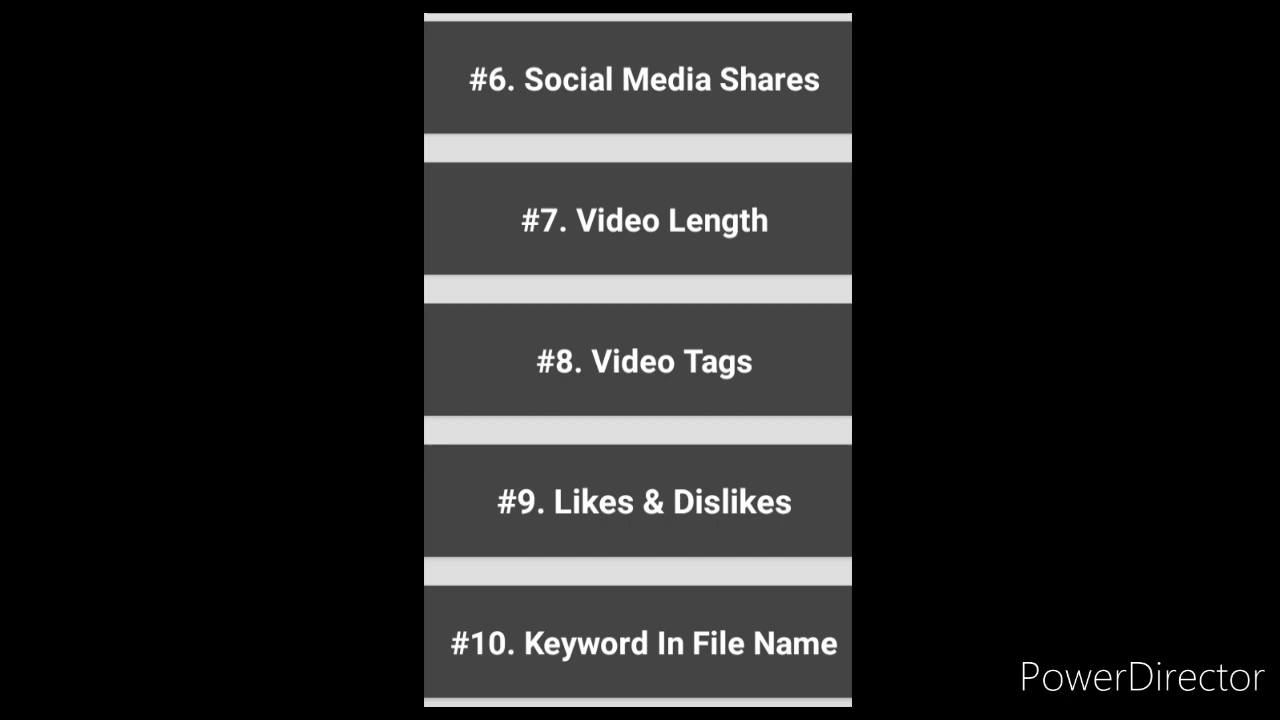 #6. Social Media Shares
#7. Video Length
#8. Video Tags
#9. Likes & Dislikes
#10. Keyword In File Name
PowerDirector